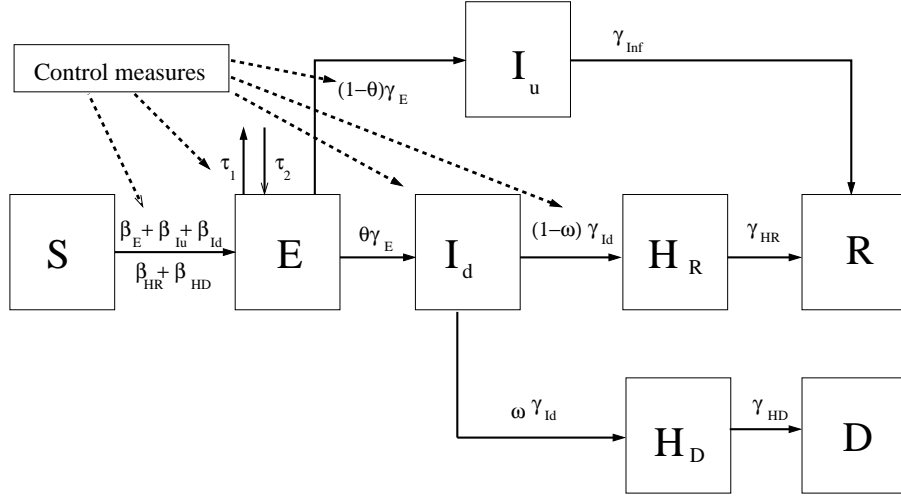 I_u
γ_Inf
Control measures
(1−θ)γ_E
τ_1
τ_2
S
β_E + β_Iu + β_Id
β_HR + β_HD
E
θγ_E
I_d
(1−ω) γ_Id
H_R
γ_HR
R
ω γ_Id
H_D
γ_HD
D